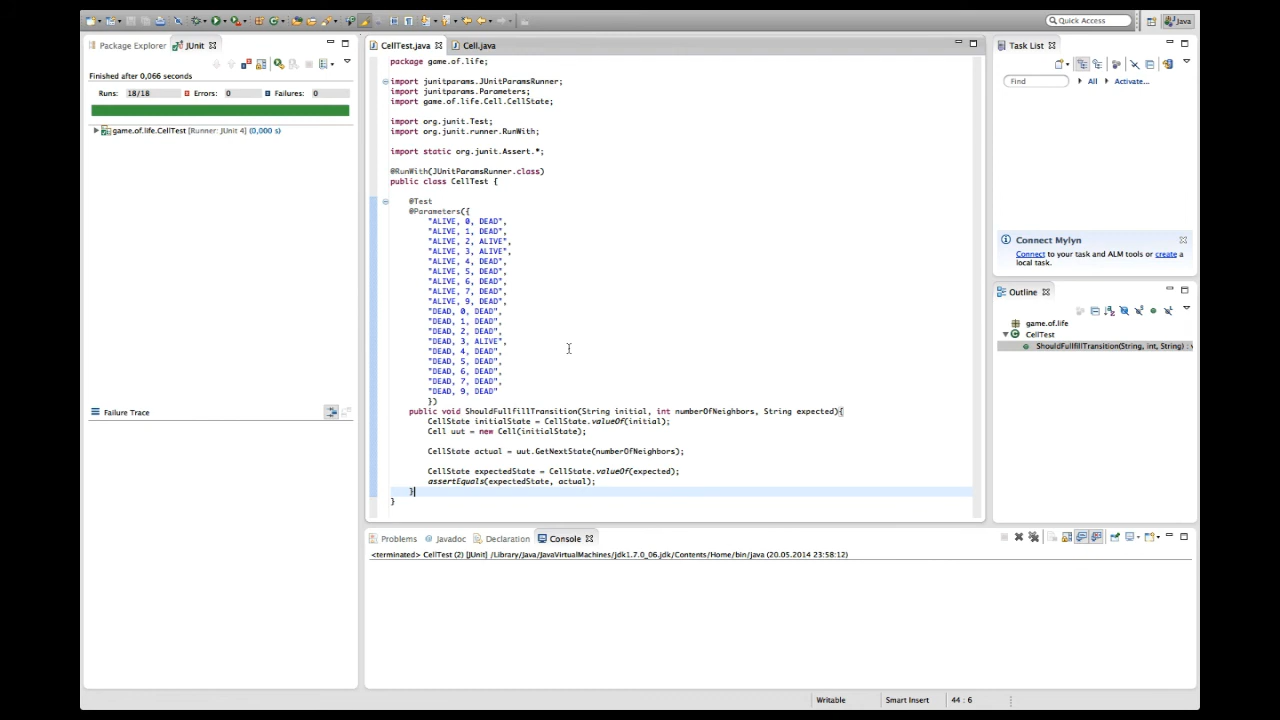 Quick Access
Java
Package Explorer
JUnit
Finished after 0,066 seconds
Runs: 18/18
Errors: 0
Failures: 0
game.of.life.CellTest [Runner: JUnit 4] (0,000 s)
Failure Trace
CellTest.java
Cell.java
package game.of.life;
import junitparams.JUnitParamsRunner;
import junitparams.Parameters;
import game.of.life.Cell.CellState;
import org.junit.Test;
import org.junit.runner.RunWith;
import static org.junit.Assert.*;
@RunWith(JUnitParamsRunner.class)
public class CellTest {
@Test
@Parameters({
"ALIVE, 0, DEAD",
"ALIVE, 1, DEAD",
"ALIVE, 2, ALIVE",
"ALIVE, 3, ALIVE",
"ALIVE, 4, DEAD",
"ALIVE, 5, DEAD",
"ALIVE, 6, DEAD",
"ALIVE, 7, DEAD",
"ALIVE, 9, DEAD",
"DEAD, 0, DEAD",
"DEAD, 1, DEAD",
"DEAD, 2, DEAD",
"DEAD, 3, ALIVE",
"DEAD, 4, DEAD",
"DEAD, 5, DEAD",
"DEAD, 6, DEAD",
"DEAD, 7, DEAD",
"DEAD, 9, DEAD"
})
public void ShouldFullfillTransition(String initial, int numberOfNeighbors, String expected){
CellState initialState = CellState.valueOf(initial);
Cell uut = new Cell(initialState);
CellState actual = uut.GetNextState(numberOfNeighbors);
CellState expectedState = CellState.valueOf(expected);
assertEquals(expectedState, actual);
}
}
Problems
Javadoc
Declaration
Console
<terminated> CellTest (2) [JUnit] /Library/Java/JavaVirtualMachines/jdk1.7.0_06.jdk/Contents/Home/bin/java (20.05.2014 23:58:12)
Task List
Find
All
Activate...
Connect Mylyn
Connect to your task and ALM tools or create a
local task.
Outline
game.of.life
CellTest
ShouldFullfillTransition(String, int, String) :
Writable
Smart Insert
44 : 6